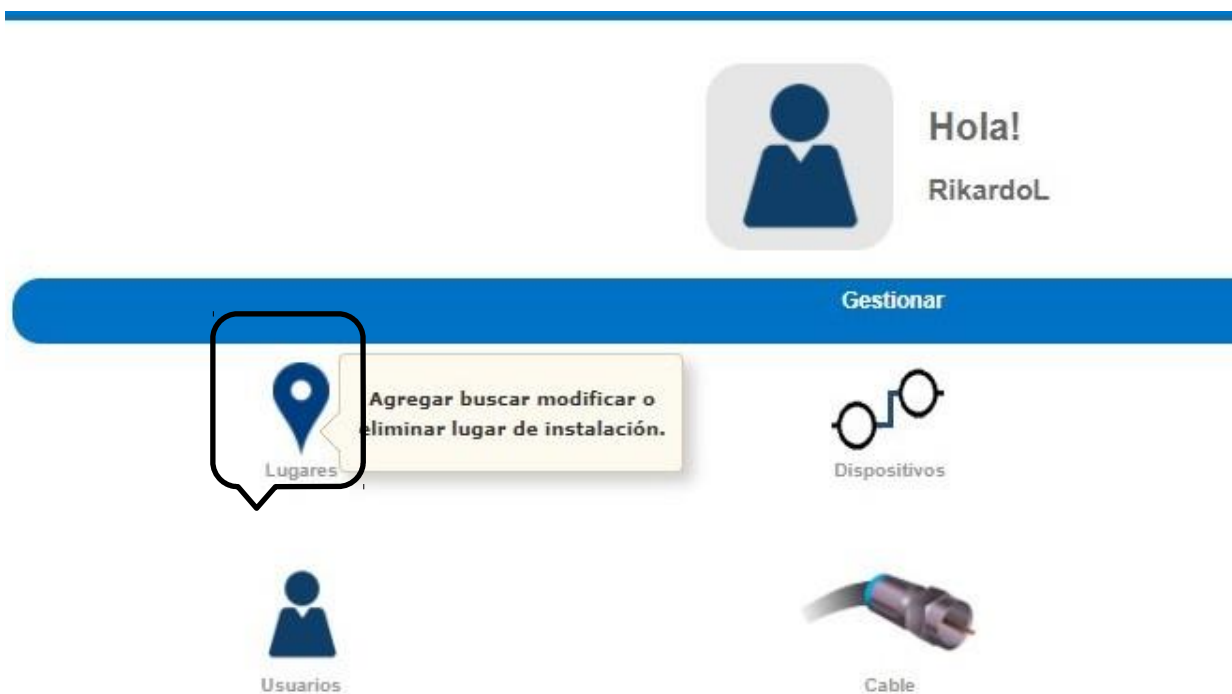 Hola!
RikardoL
Gestionar
Agregar buscar modificar o
eliminar lugar de instalación.
Lugares
Dispositivos
Usuarios
Cable